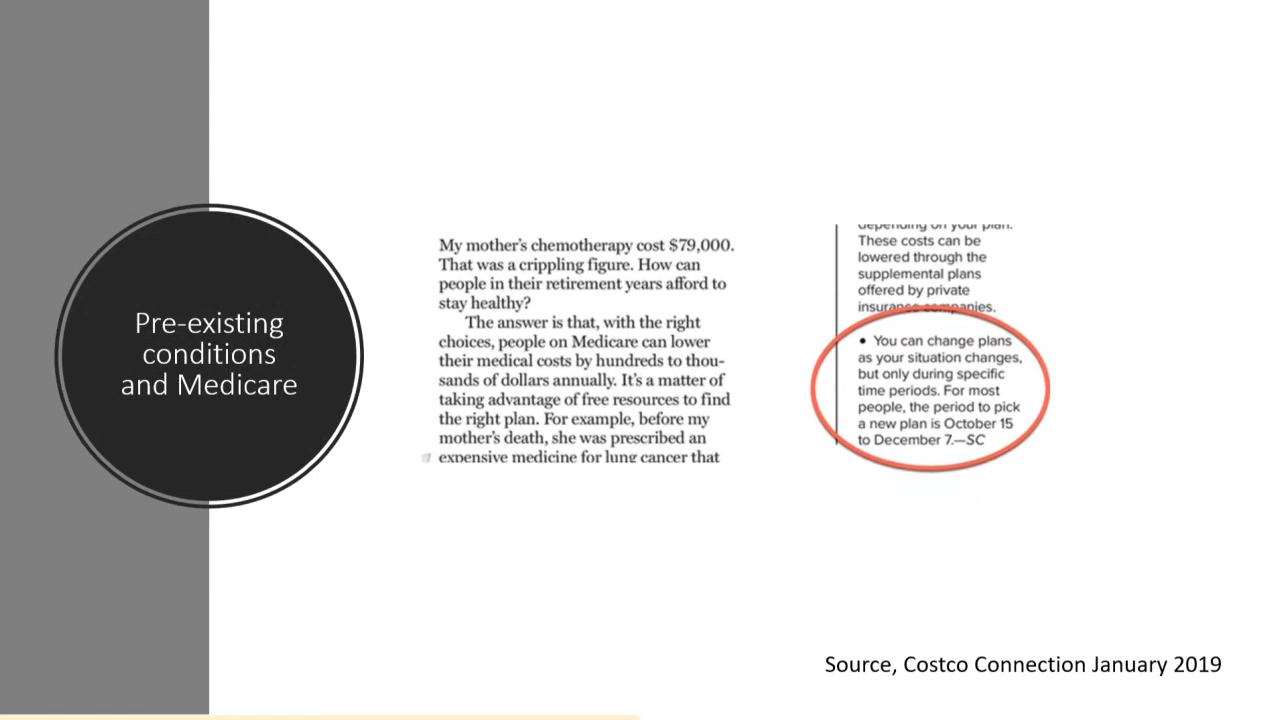 Pre-existing
conditions
and Medicare
My mother's chemotherapy cost $79,000.
That was a crippling figure. How can
people in their retirement years afford to
stay healthy?
The answer is that, with the right
choices, people on Medicare can lower
their medical costs by hundreds to thou-
sands of dollars annually. It's a matter of
taking advantage of free resources to find
the right plan. For example, before my
mother's death, she was prescribed an
expensive medicine for lung cancer that
depending on your plan.
These costs can be
lowered through the
supplemental plans
offered by private
insurance companies.
• You can change plans
as your situation changes,
but only during specific
time periods. For most
people, the period to pick
a new plan is October 15
to December 7.—SC
Source, Costco Connection January 2019